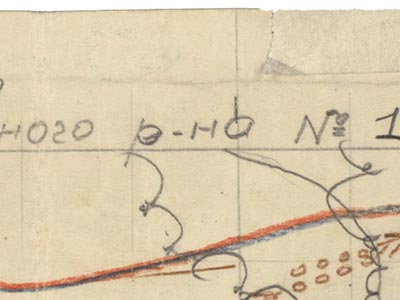 ного р-на № 1